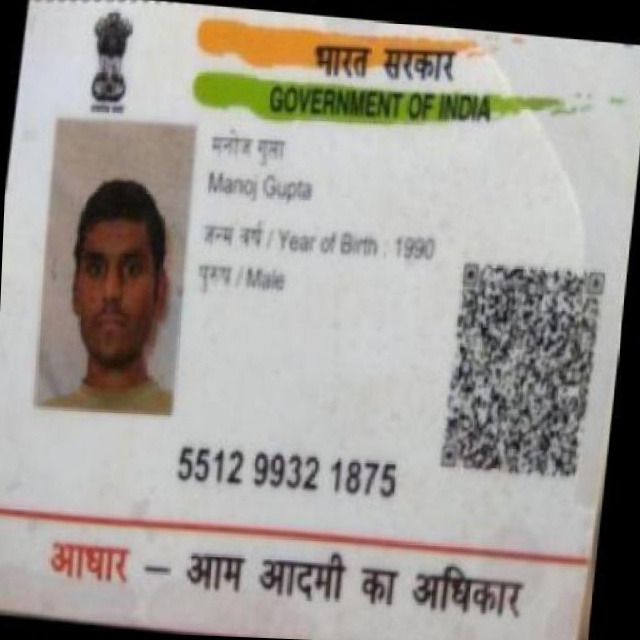 भारत सरकार
GOVERNMENT OF INDIA
मनोज गुप्ता
Manoj Gupta
जन्म वर्ष / Year of Birth : 1990
पुरुष / Male
5512 9932 1875
आधार – आम आदमी का अधिकार